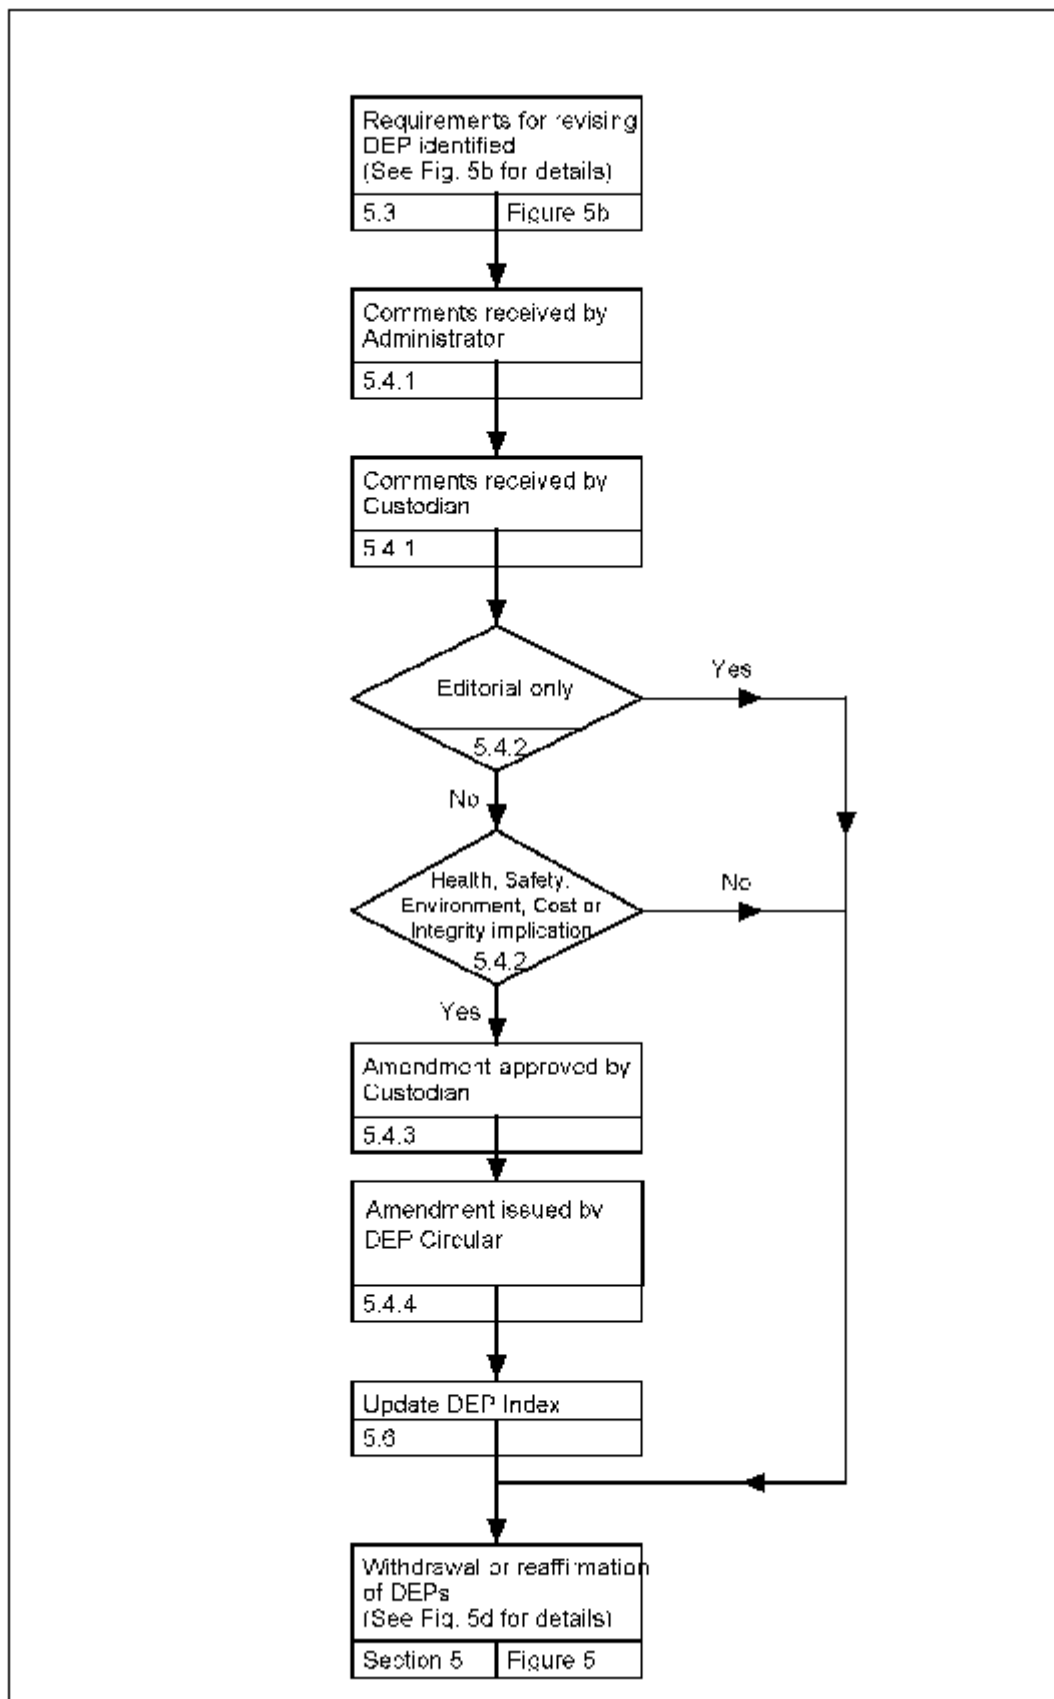 Requirements for revising
DEP identified
(See Fig. 5b for details)
5.3
Figure 5b
Comments received by
Administrator
5.4.1
Comments received by
Custodian
5.4.1
Editorial only
Yes
5.4.2
No
Health, Safety,
Environment, Cost or
Integrity implication
No
5.4.2
Yes
Amendment approved by
Custodian
5.4.3
Amendment issued by
DEP Circular
5.4.4
Update DEP Index
5.6
Withdrawal or reaffirmation
of DEPs
(See Fig. 5d for details)
Section 5
Figure 5